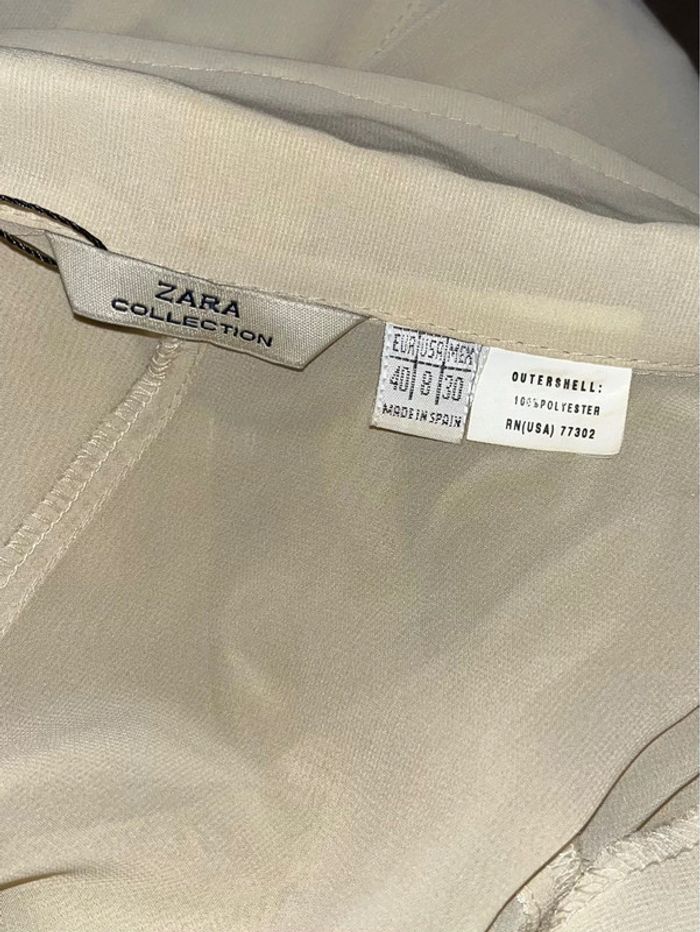 ZARA
COLLECTION
EUR USA MEX
40 8 30
MADE IN SPAIN
OUTERSHELL:
100%POLYESTER
RN(USA) 77302